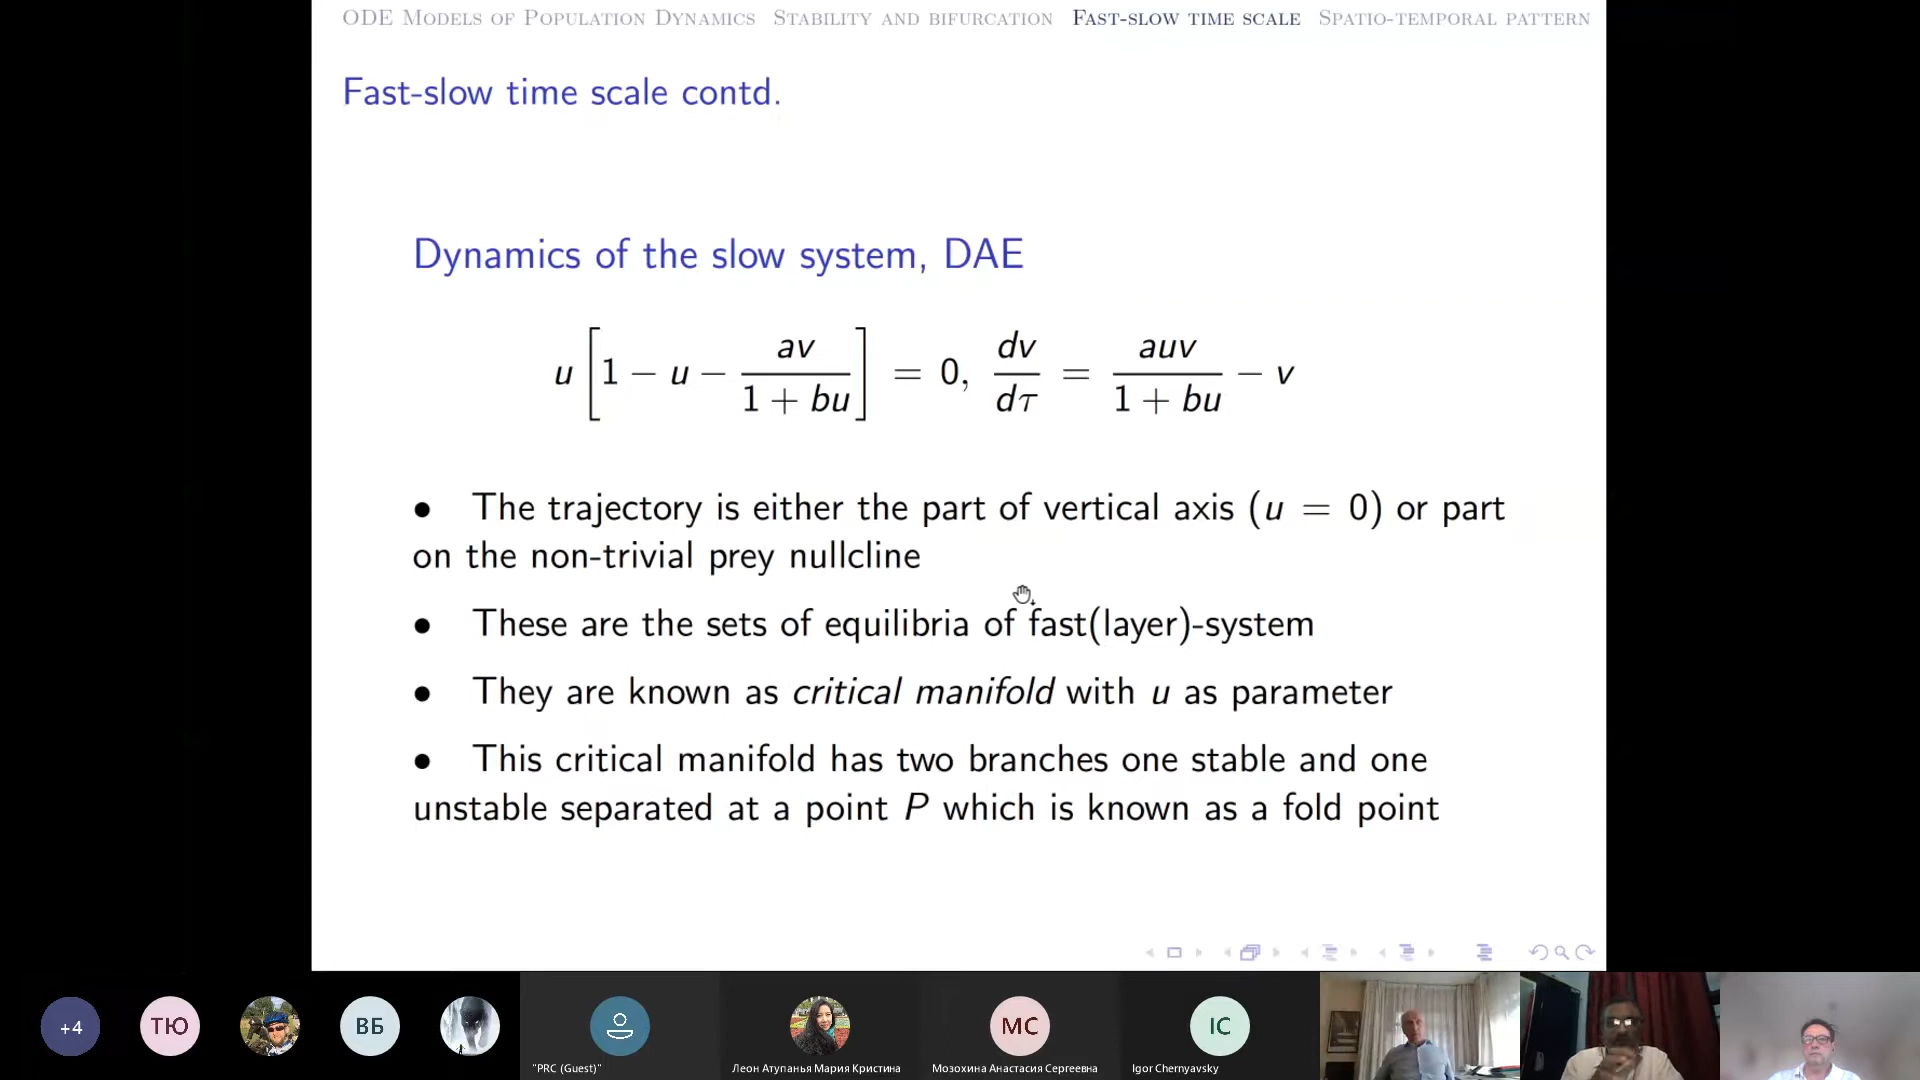 ODE Models of Population Dynamics Stability and bifurcation Fast-slow time scale Spatio-temporal pattern
Fast-slow time scale contd.
Dynamics of the slow system, DAE
u [1 − u − av/(1 + bu)] = 0, dv/dτ = auv/(1 + bu) − v
• The trajectory is either the part of vertical axis (u = 0) or part
on the non-trivial prey nullcline
• These are the sets of equilibria of fast(layer)-system
• They are known as critical manifold with u as parameter
• This critical manifold has two branches one stable and one
unstable separated at a point P which is known as a fold point
+4 ТЮ ВБ МС IC
"PRC (Guest)" Леон Атупанья Мария Кристина Мозохина Анастасия Сергеевна Igor Chernyavsky